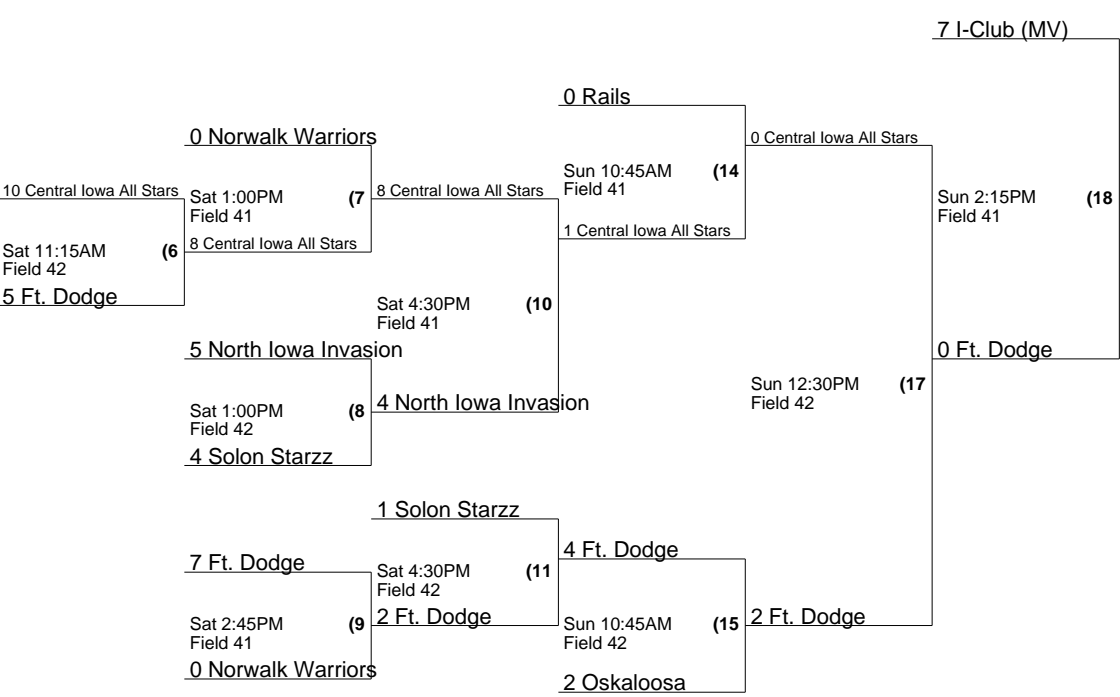 7 I-Club (MV)
0 Rails
0 Norwalk Warriors
0 Central Iowa All Stars
Sun 10:45AM (14
Field 41
10 Central Iowa All Stars
Sat 1:00PM (7
Field 41
8 Central Iowa All Stars
Sun 2:15PM (18
Field 41
1 Central Iowa All Stars
8 Central Iowa All Stars
Sat 11:15AM (6
Field 42
5 Ft. Dodge
Sat 4:30PM (10
Field 41
5 North Iowa Invasion
0 Ft. Dodge
Sun 12:30PM (17
Field 42
Sat 1:00PM (8
Field 42
4 North Iowa Invasion
4 Solon Starzz
1 Solon Starzz
4 Ft. Dodge
7 Ft. Dodge
Sat 4:30PM (11
Field 42
2 Ft. Dodge
Sat 2:45PM (9
Field 41
Sun 10:45AM (15
Field 42
2 Ft. Dodge
0 Norwalk Warriors
2 Oskaloosa